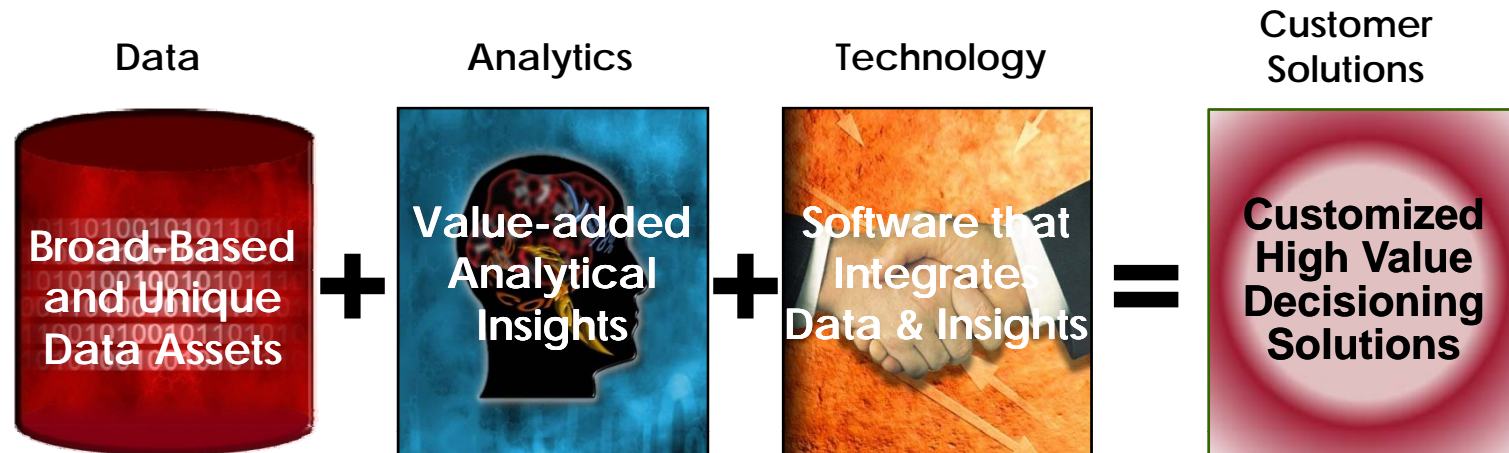 Data
Analytics
Technology
Customer
Solutions
Broad-Based
and Unique
Data Assets
+
Value-added
Analytical
Insights
+
Software that
Integrates
Data & Insights
=
Customized
High Value
Decisioning
Solutions